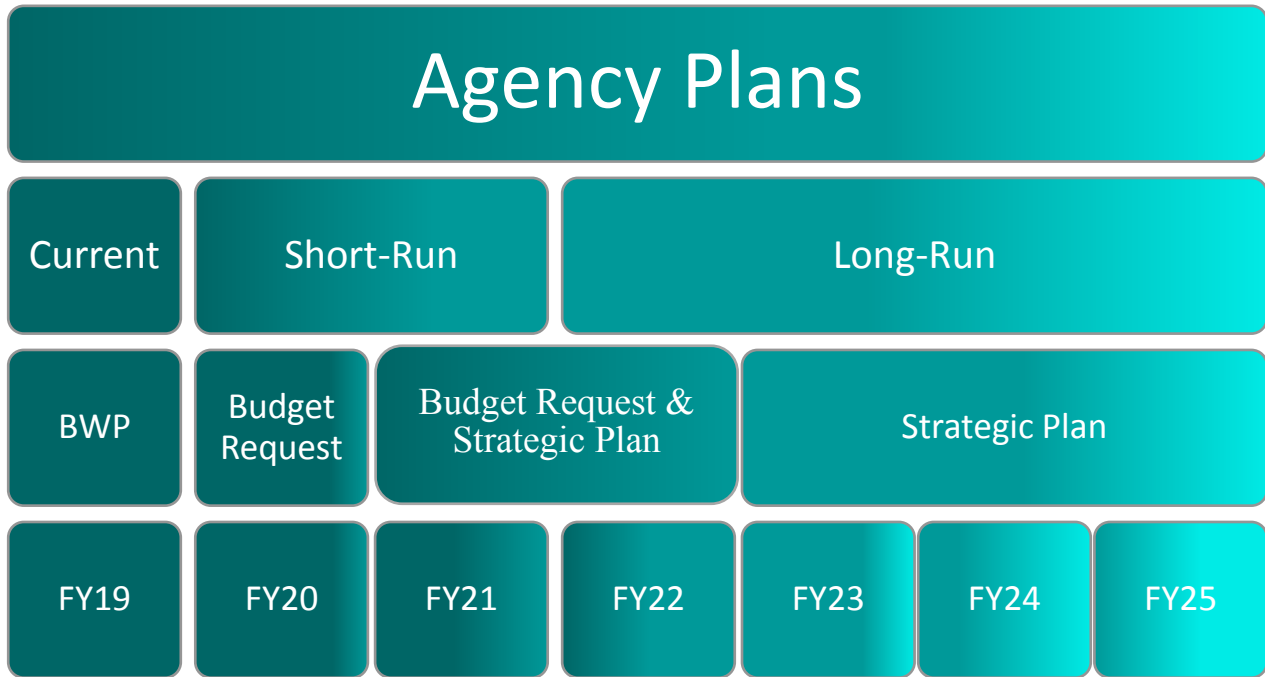 Agency Plans
Current
Short-Run
Long-Run
BWP
Budget
Request
Budget Request &
Strategic Plan
Strategic Plan
FY19
FY20
FY21
FY22
FY23
FY24
FY25